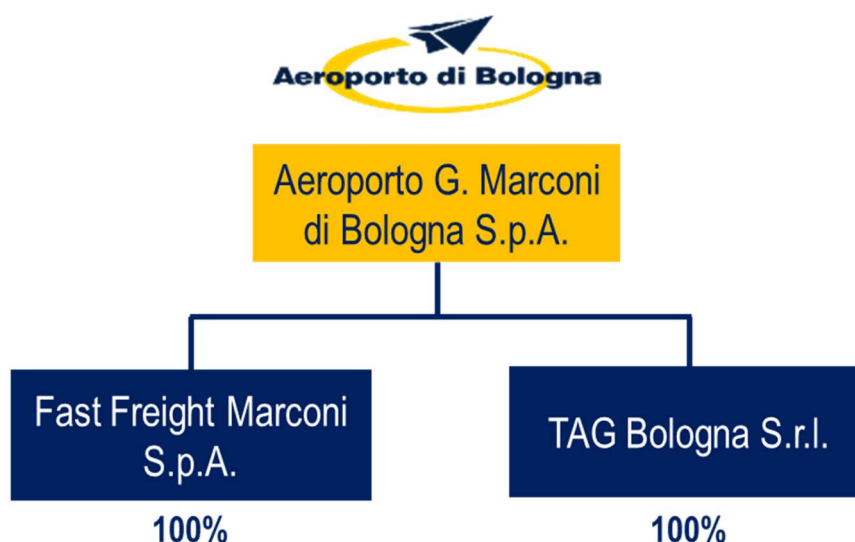 Aeroporto di Bologna
Aeroporto G. Marconi
di Bologna S.p.A.
Fast Freight Marconi
S.p.A.
TAG Bologna S.r.l.
100%
100%